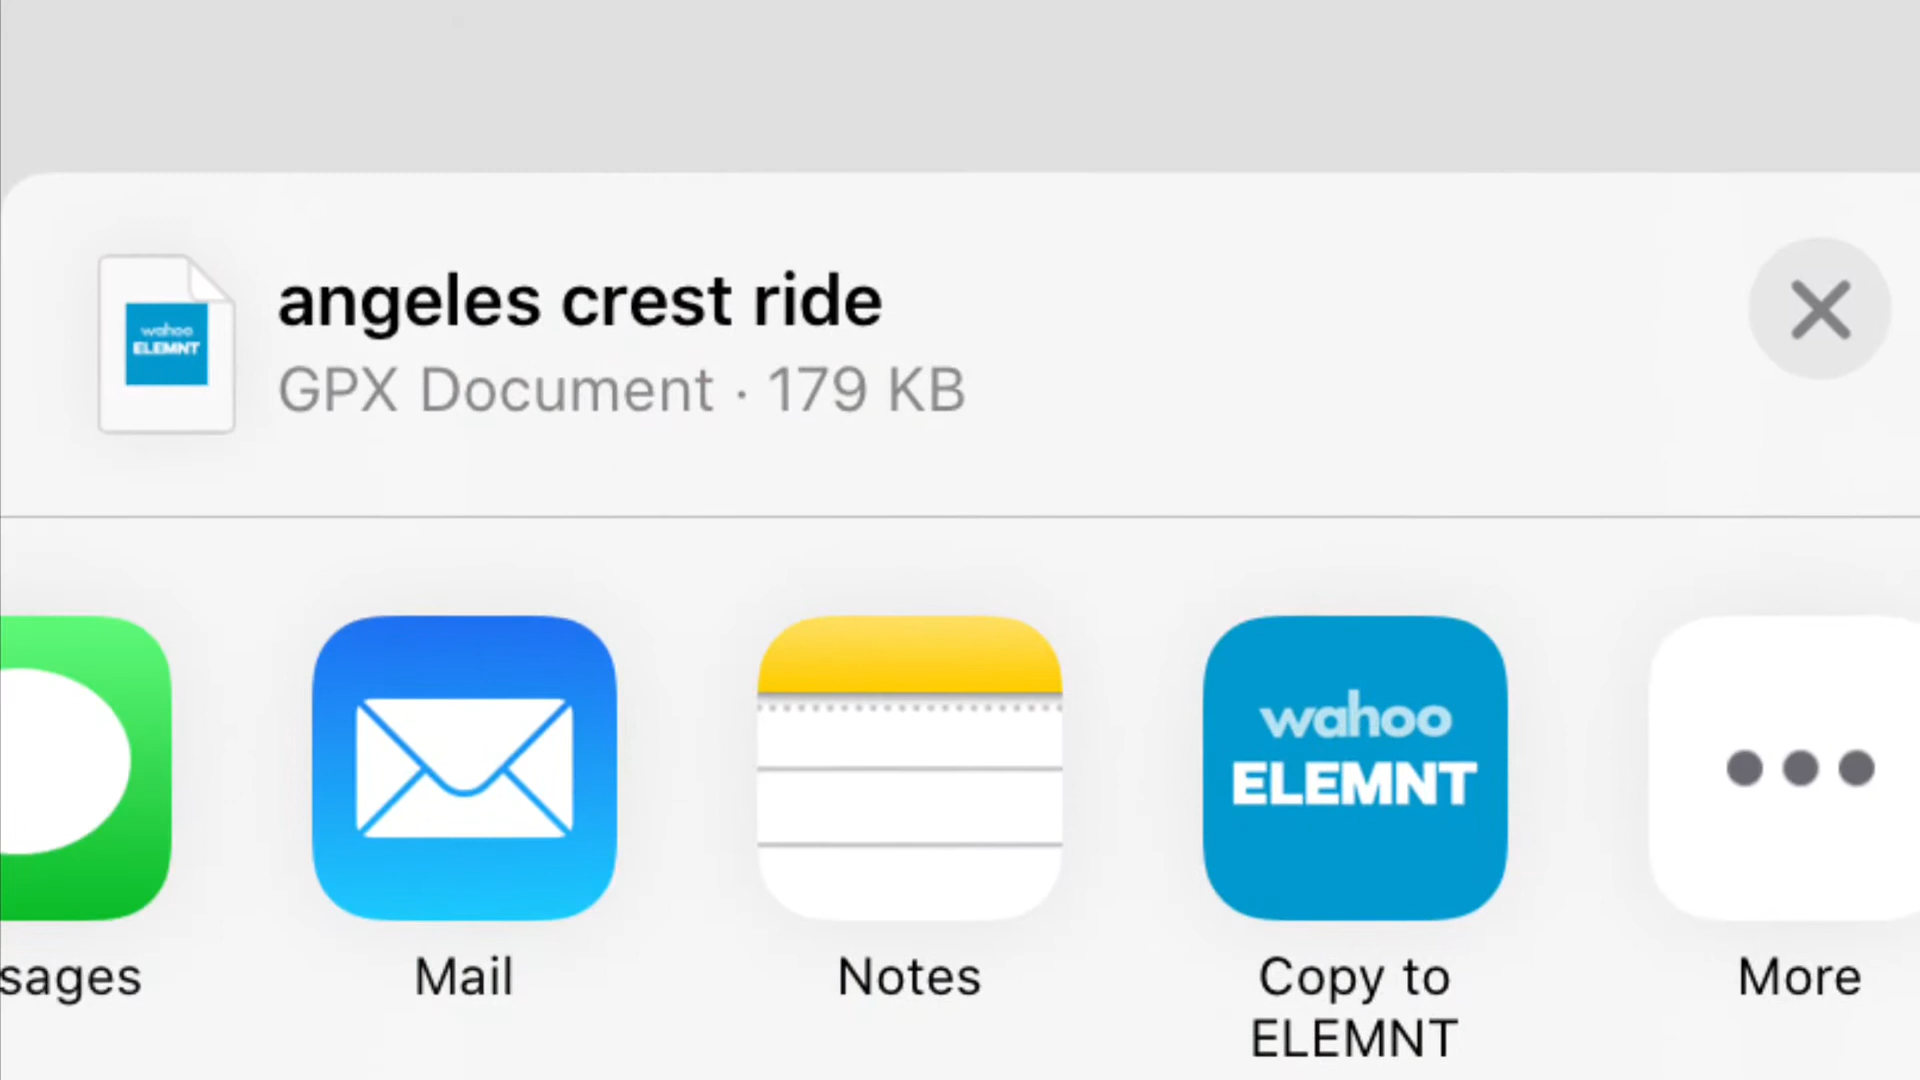 angeles crest ride
wahoo
ELEMNT
GPX Document · 179 KB
wahoo
ELEMNT
sages
Mail
Notes
Copy to
ELEMNT
More